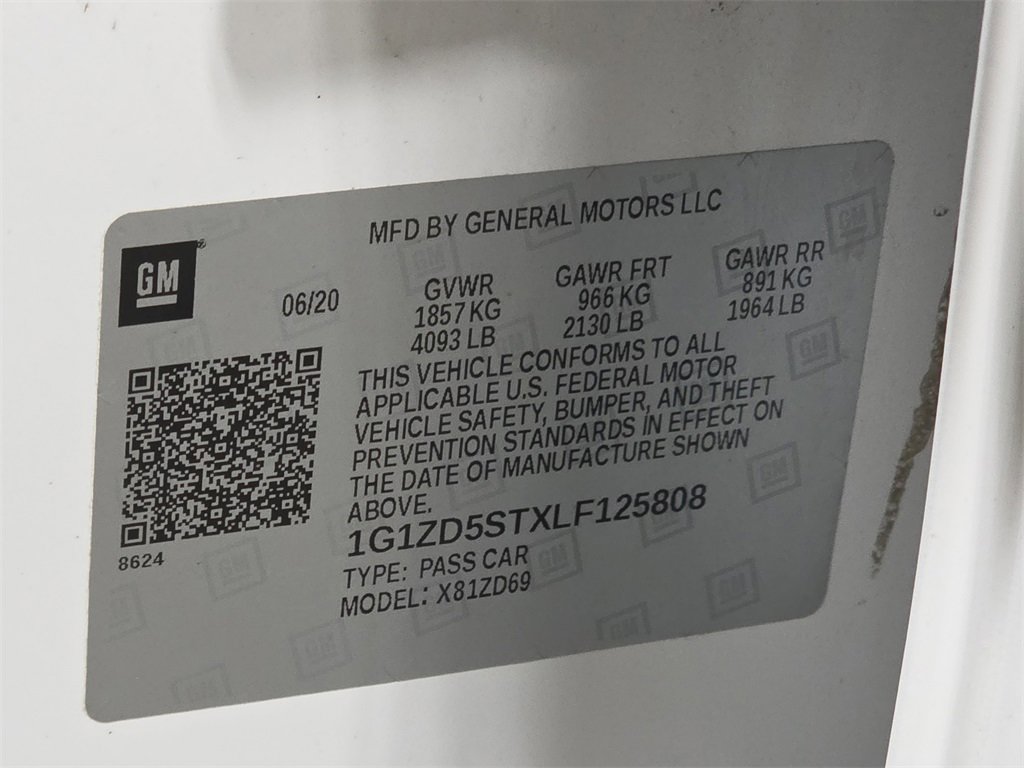 MFD BY GENERAL MOTORS LLC
GM
06/20
GVWR
1857 KG
4093 LB
GAWR FRT
966 KG
2130 LB
GAWR RR
891 KG
1964 LB
THIS VEHICLE CONFORMS TO ALL
APPLICABLE U.S. FEDERAL MOTOR
VEHICLE SAFETY, BUMPER, AND THEFT
PREVENTION STANDARDS IN EFFECT ON
THE DATE OF MANUFACTURE SHOWN
ABOVE.
1G1ZD5STXLF125808
8624
TYPE: PASS CAR
MODEL: X81ZD69